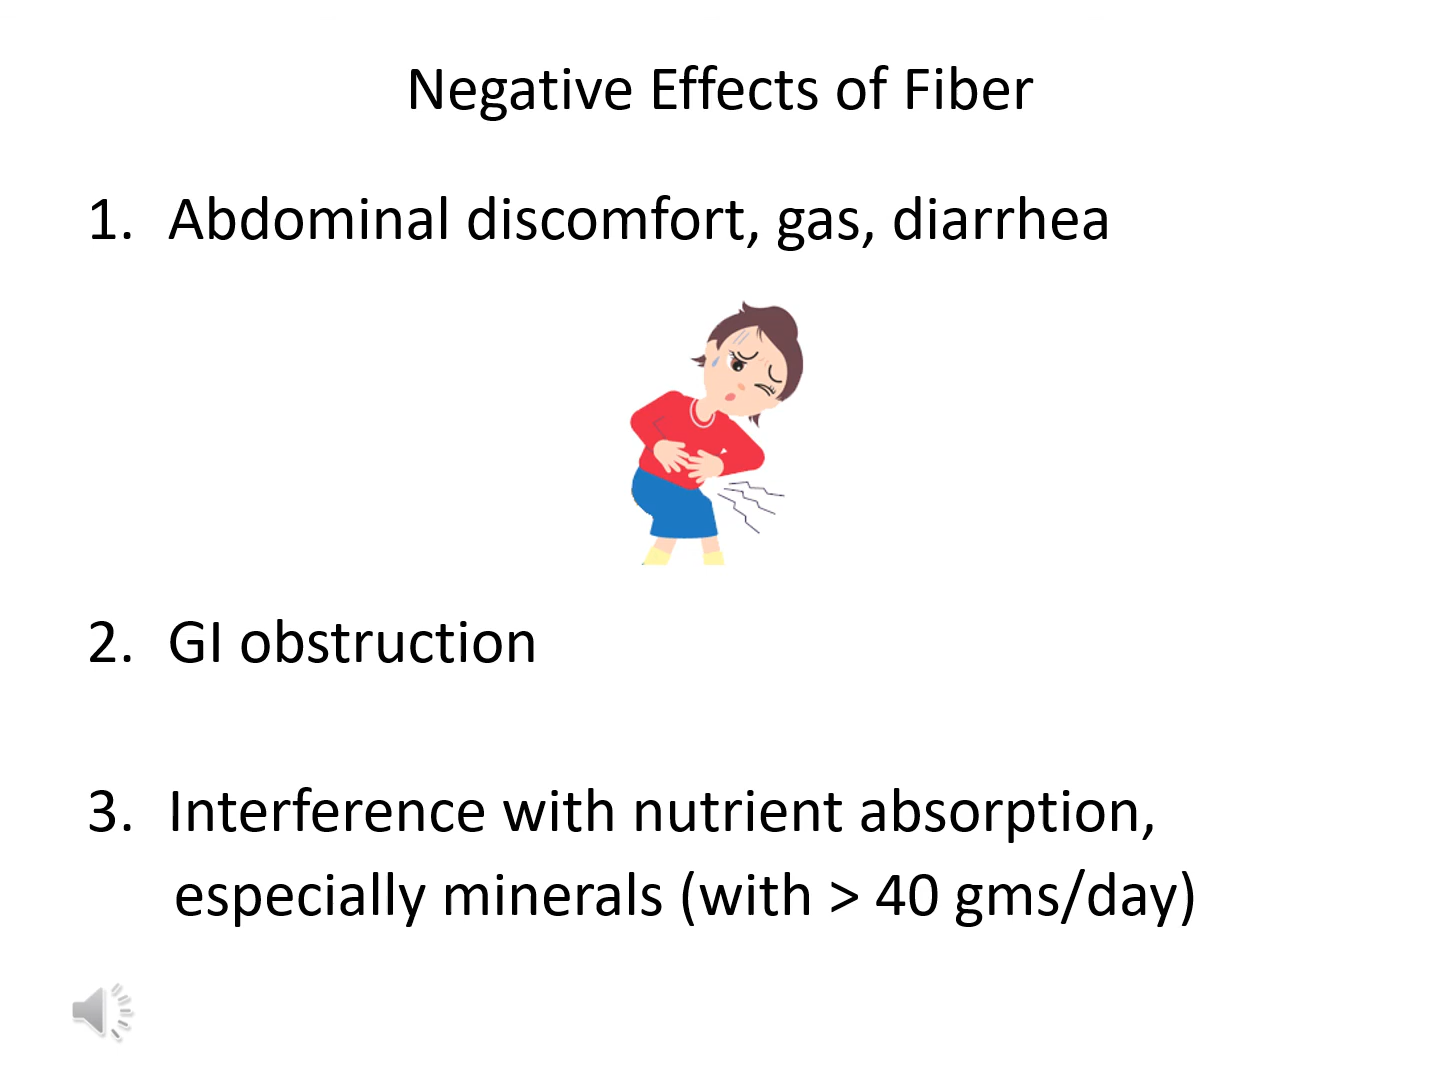 Negative Effects of Fiber
1. Abdominal discomfort, gas, diarrhea
2. GI obstruction
3. Interference with nutrient absorption,
especially minerals (with > 40 gms/day)